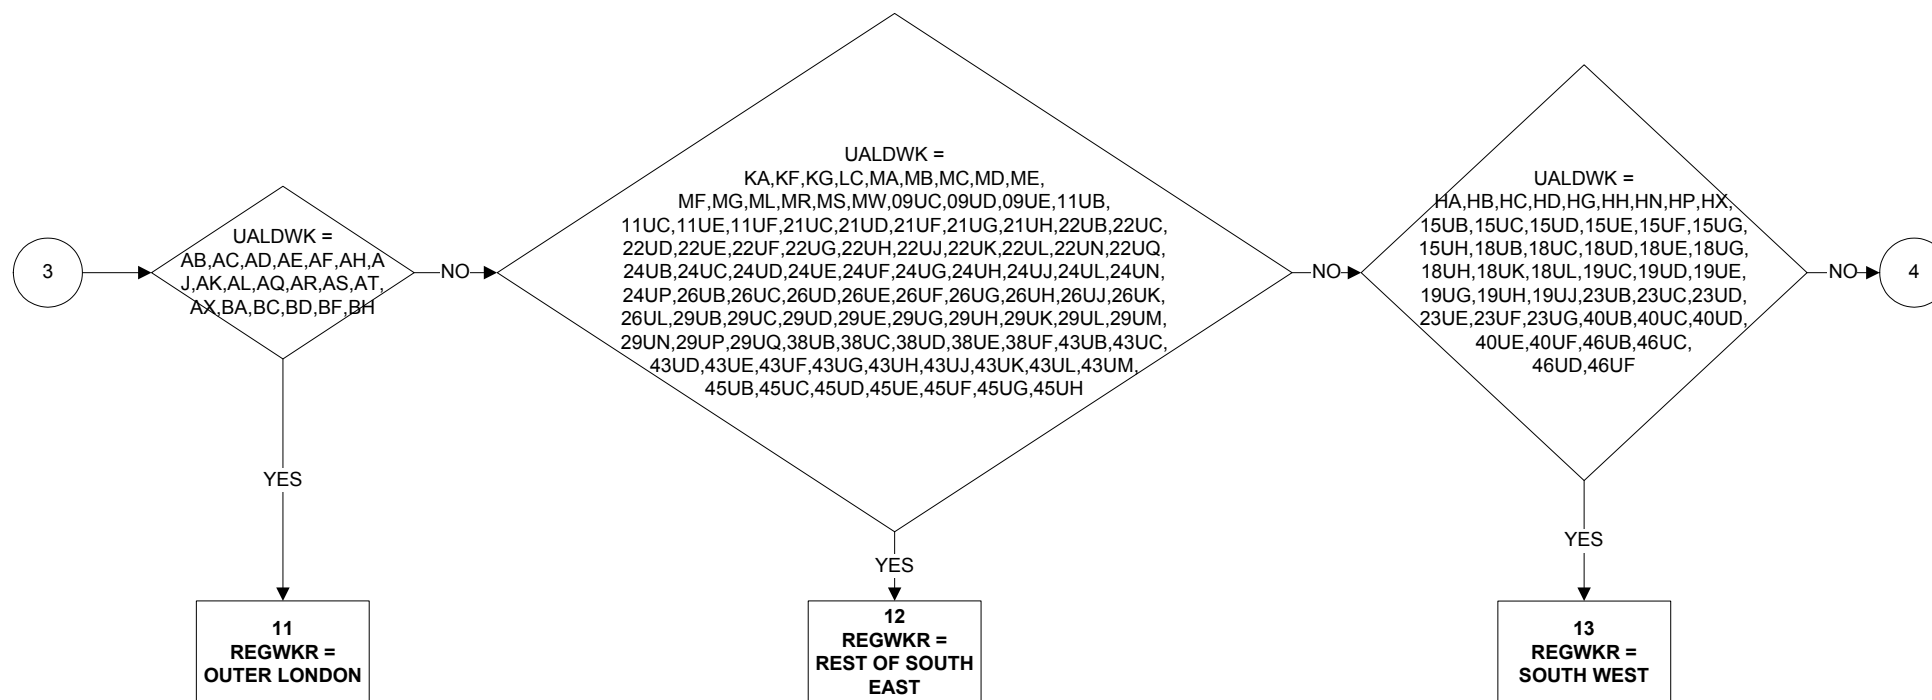 3
UALDWK =
AB,AC,AD,AE,AF,AH,A
J,AK,AL,AQ,AR,AS,AT,
AX,BA,BC,BD,BF,BH
YES
11
REGWKR =
OUTER LONDON
NO
UALDWK =
KA,KF,KG,LC,MA,MB,MC,MD,ME,
MF,MG,ML,MR,MS,MW,09UC,09UD,09UE,11UB,
11UC,11UE,11UF,21UC,21UD,21UF,21UG,21UH,22UB,22UC,
22UD,22UE,22UF,22UG,22UH,22UJ,22UK,22UL,22UN,22UQ,
24UB,24UC,24UD,24UE,24UF,24UG,24UH,24UJ,24UL,24UN,
24UP,26UB,26UC,26UD,26UE,26UF,26UG,26UH,26UJ,26UK,
26UL,29UB,29UC,29UD,29UE,29UG,29UH,29UK,29UL,29UM,
29UN,29UP,29UQ,38UB,38UC,38UD,38UE,38UF,43UB,43UC,
43UD,43UE,43UF,43UG,43UH,43UJ,43UK,43UL,43UM,
45UB,45UC,45UD,45UE,45UF,45UG,45UH
YES
12
REGWKR =
REST OF SOUTH
EAST
NO
UALDWK =
HA,HB,HC,HD,HG,HH,HN,HP,HX,
15UB,15UC,15UD,15UE,15UF,15UG,
15UH,18UB,18UC,18UD,18UE,18UG,
18UH,18UK,18UL,19UC,19UD,19UE,
19UG,19UH,19UJ,23UB,23UC,23UD,
23UE,23UF,23UG,40UB,40UC,40UD,
40UE,40UF,46UB,46UC,
46UD,46UF
YES
13
REGWKR =
SOUTH WEST
NO
4